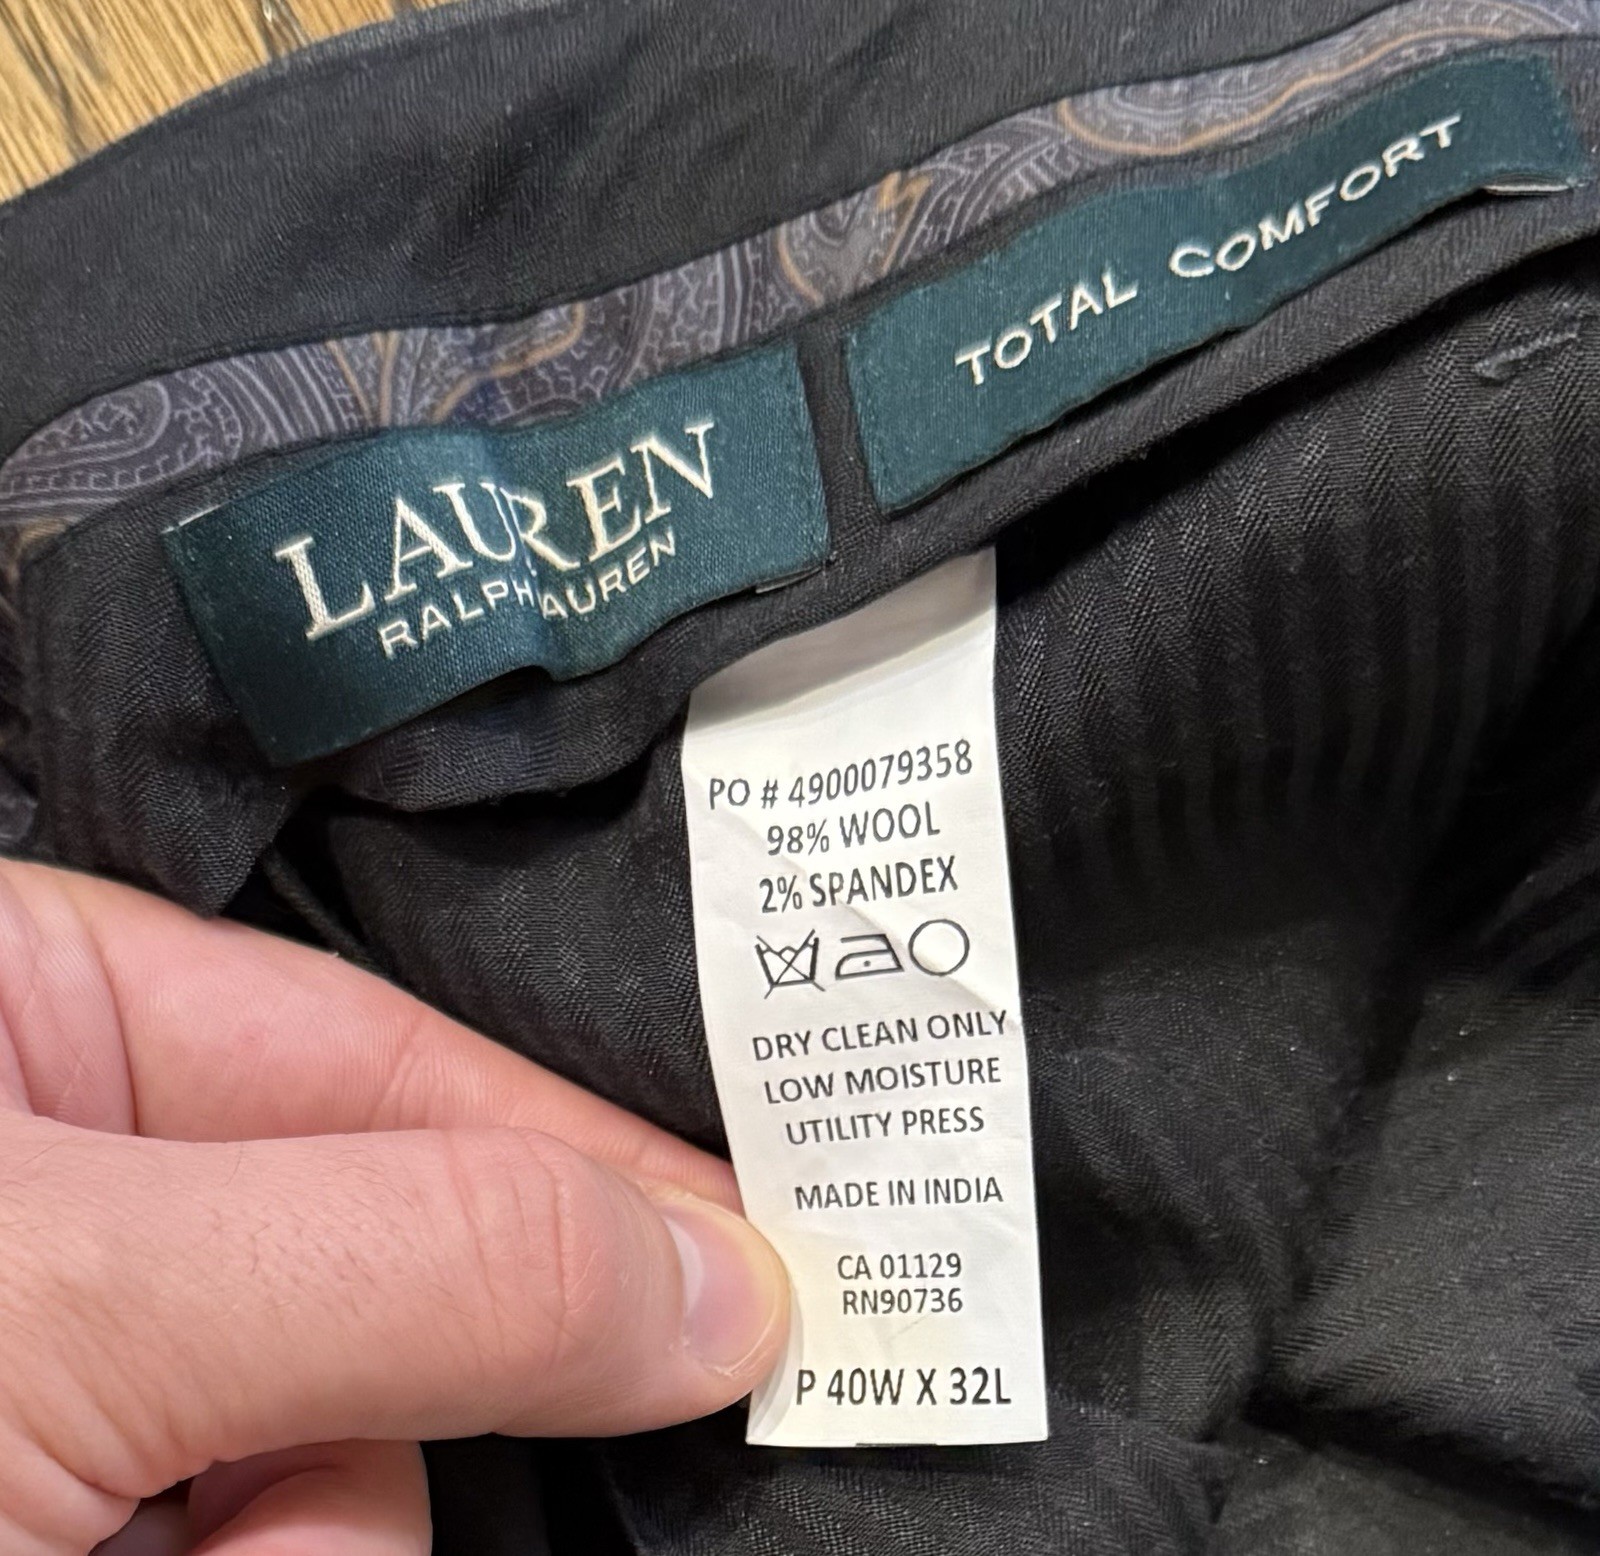 LAUREN
RALPH LAUREN
TOTAL COMFORT
PO # 4900079358
98% WOOL
2% SPANDEX
DRY CLEAN ONLY
LOW MOISTURE
UTILITY PRESS
MADE IN INDIA
CA 01129
RN90736
P 40W X 32L